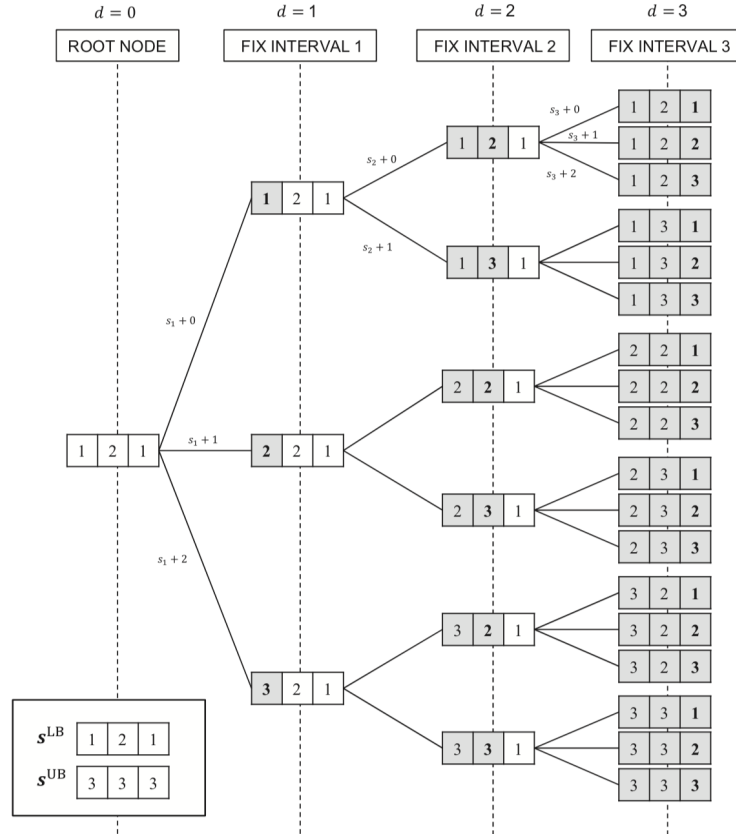 d = 0 d = 1 d = 2 d = 3
ROOT NODE FIX INTERVAL 1 FIX INTERVAL 2 FIX INTERVAL 3
1 2 1
s₃ + 0
s₃ + 1
1 2 1 1 2 2
s₂ + 0
s₃ + 2
1 2 3
1 2 1
1 3 1
s₂ + 1
1 3 1 1 3 2
1 3 3
s₁ + 0
2 2 1
2 2 1 2 2 2
2 2 3
s₁ + 1
1 2 1 2 2 1
2 3 1
2 3 1 2 3 2
2 3 3
s₁ + 2
3 2 1
3 2 1 3 2 2
3 2 3
3 2 1
3 3 1
3 3 1 3 3 2
3 3 3
s^LB 1 2 1
s^UB 3 3 3